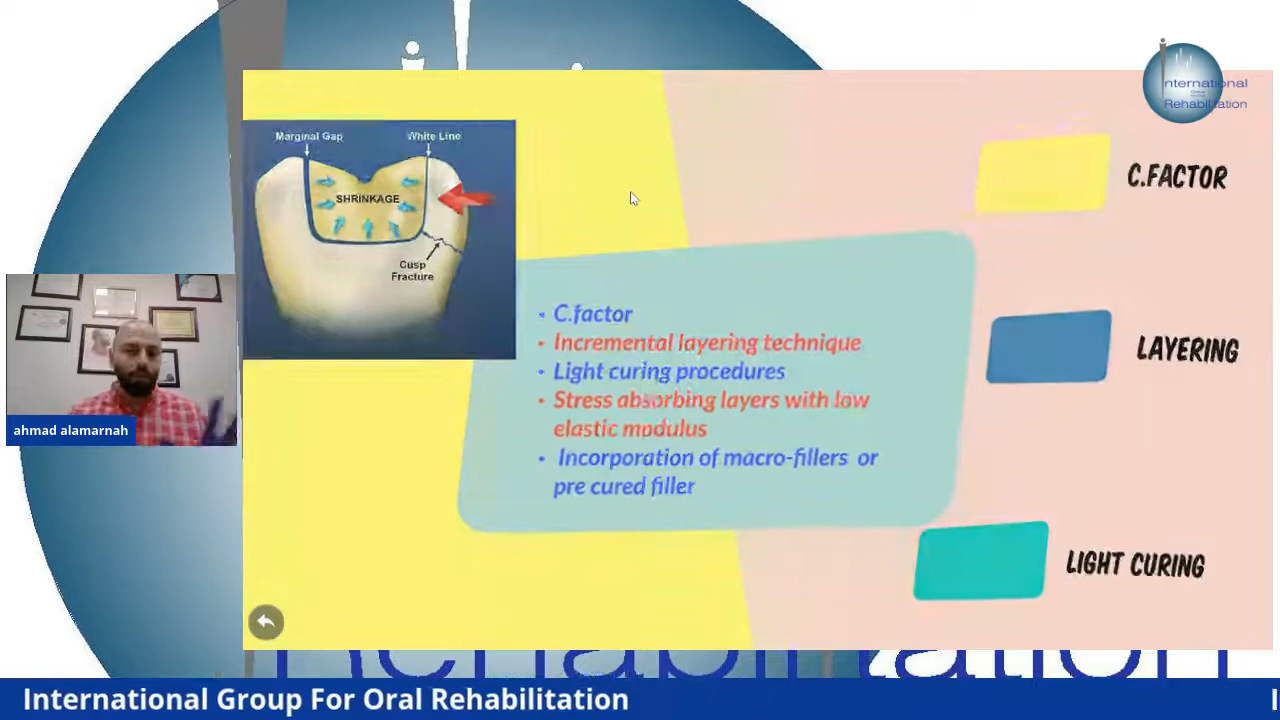 nternational
Rehabilitation
Marginal Gap
White Line
SHRINKAGE
Cusp
Fracture
C.FACTOR
• C.factor
• Incremental layering technique
• Light curing procedures
• Stress absorbing layers with low
elastic modulus
• Incorporation of macro-fillers or
pre cured filler
LAYERING
LIGHT CURING
ahmad alamarnah
Rehabilitation
International Group For Oral Rehabilitation
I